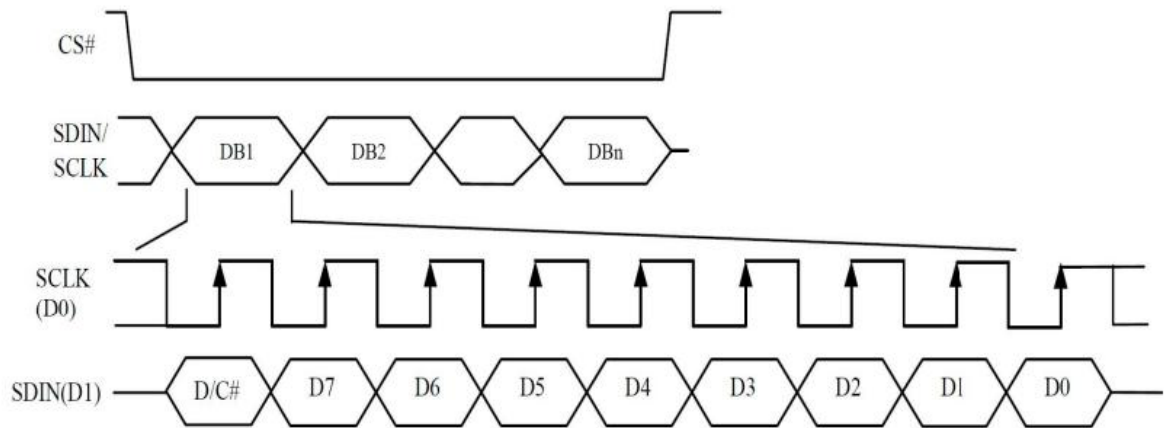 CS#
SDIN/
SCLK
DB1 DB2 DBn
SCLK
(D0)
SDIN(D1) D/C# D7 D6 D5 D4 D3 D2 D1 D0